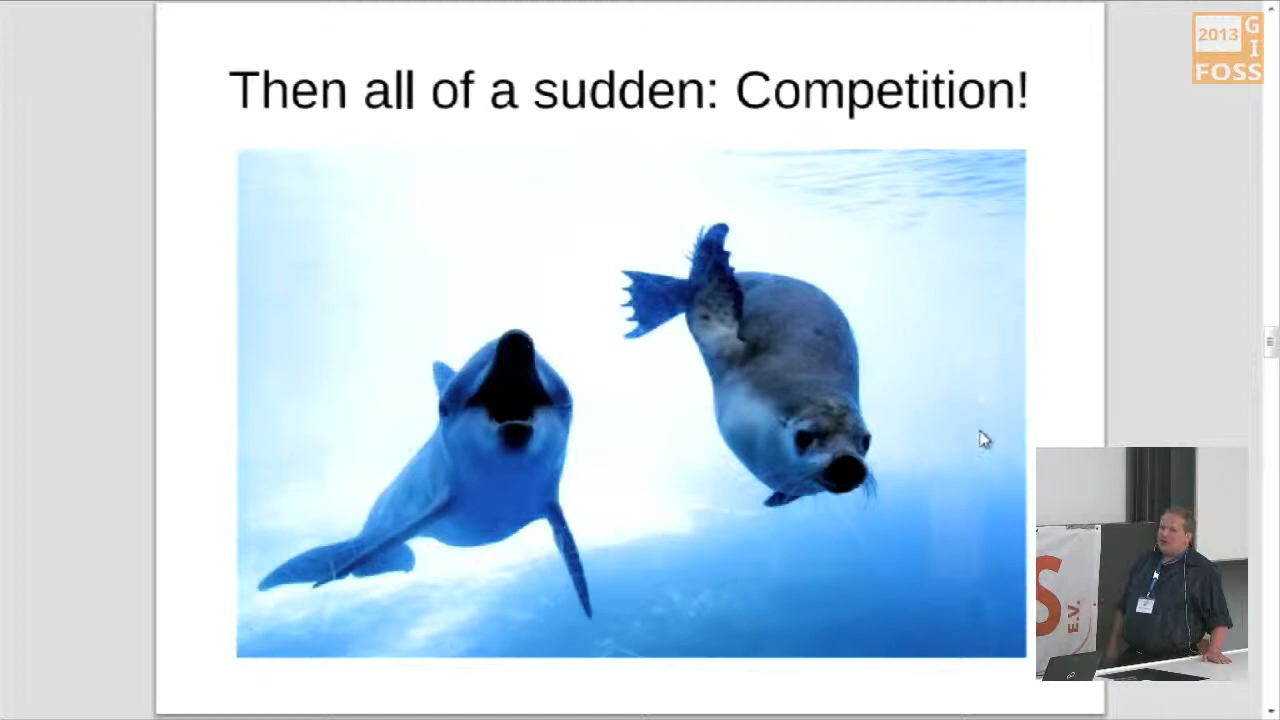 Then all of a sudden: Competition!
2013
G
I
FOSS
S
E.V.